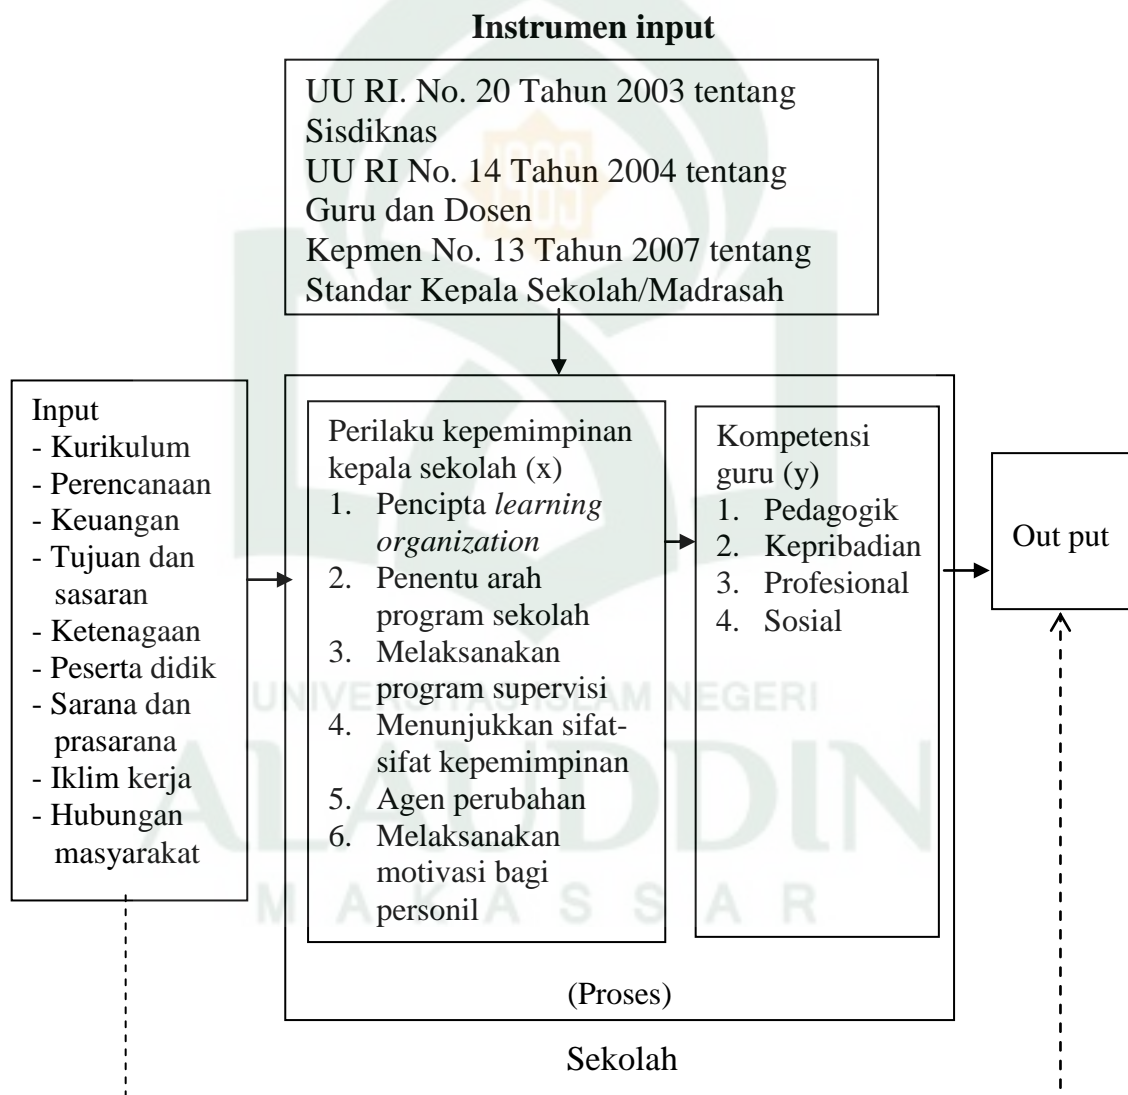 Instrumen input
UU RI. No. 20 Tahun 2003 tentang
Sisdiknas
UU RI No. 14 Tahun 2004 tentang
Guru dan Dosen
Kepmen No. 13 Tahun 2007 tentang
Standar Kepala Sekolah/Madrasah
Input
- Kurikulum
- Perencanaan
- Keuangan
- Tujuan dan
sasaran
- Ketenagaan
- Peserta didik
- Sarana dan
prasarana
- Iklim kerja
- Hubungan
masyarakat
Perilaku kepemimpinan
kepala sekolah (x)
1. Pencipta learning
organization
2. Penentu arah
program sekolah
3. Melaksanakan
program supervisi
4. Menunjukkan sifat-
sifat kepemimpinan
5. Agen perubahan
6. Melaksanakan
motivasi bagi
personil
Kompetensi
guru (y)
1. Pedagogik
2. Kepribadian
3. Profesional
4. Sosial
Out put
(Proses)
Sekolah
1965
UNIVERSITAS ISLAM NEGERI
ALAUDDIN
MAKASSAR